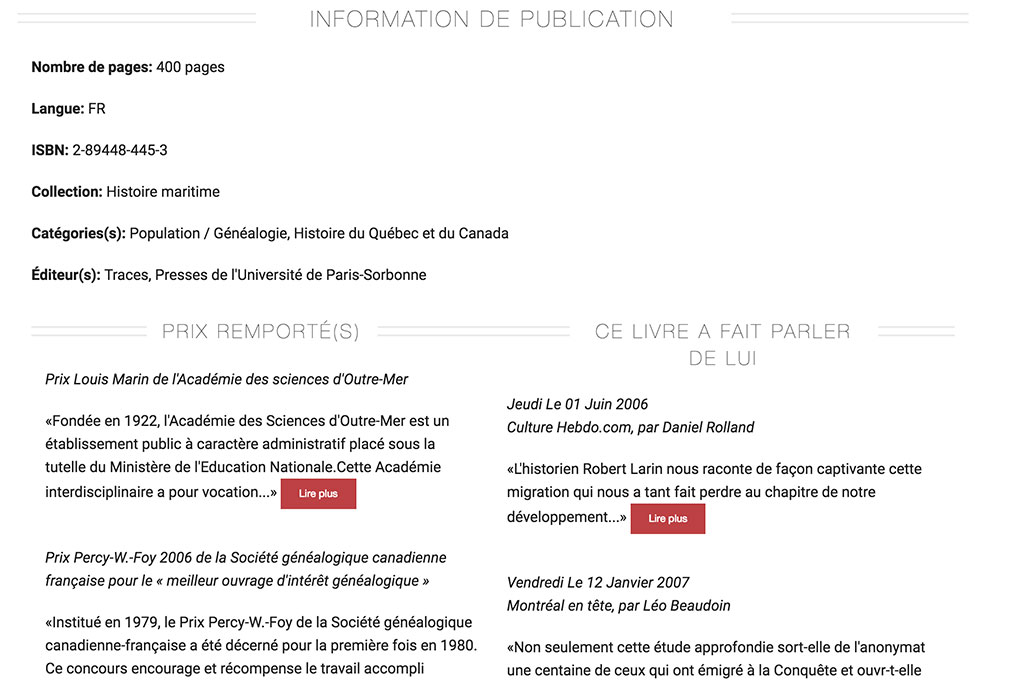 INFORMATION DE PUBLICATION
Nombre de pages: 400 pages
Langue: FR
ISBN: 2-89448-445-3
Collection: Histoire maritime
Catégories(s): Population / Généalogie, Histoire du Québec et du Canada
Éditeur(s): Traces, Presses de l'Université de Paris-Sorbonne
PRIX REMPORTÉ(S)
Prix Louis Marin de l'Académie des sciences d'Outre-Mer
«Fondée en 1922, l'Académie des Sciences d'Outre-Mer est un
établissement public à caractère administratif placé sous la
tutelle du Ministère de l'Education Nationale.Cette Académie
interdisciplinaire a pour vocation...» Lire plus
Prix Percy-W.-Foy 2006 de la Société généalogique canadienne
française pour le « meilleur ouvrage d'intérêt généalogique »
«Institué en 1979, le Prix Percy-W.-Foy de la Société généalogique
canadienne-française a été décerné pour la première fois en 1980.
Ce concours encourage et récompense le travail accompli
CE LIVRE A FAIT PARLER
DE LUI
Jeudi Le 01 Juin 2006
Culture Hebdo.com, par Daniel Rolland
«L'historien Robert Larin nous raconte de façon captivante cette
migration qui nous a tant fait perdre au chapitre de notre
développement...» Lire plus
Vendredi Le 12 Janvier 2007
Montréal en tête, par Léo Beaudoin
«Non seulement cette étude approfondie sort-elle de l'anonymat
une centaine de ceux qui ont émigré à la Conquête et ouvr-t-elle